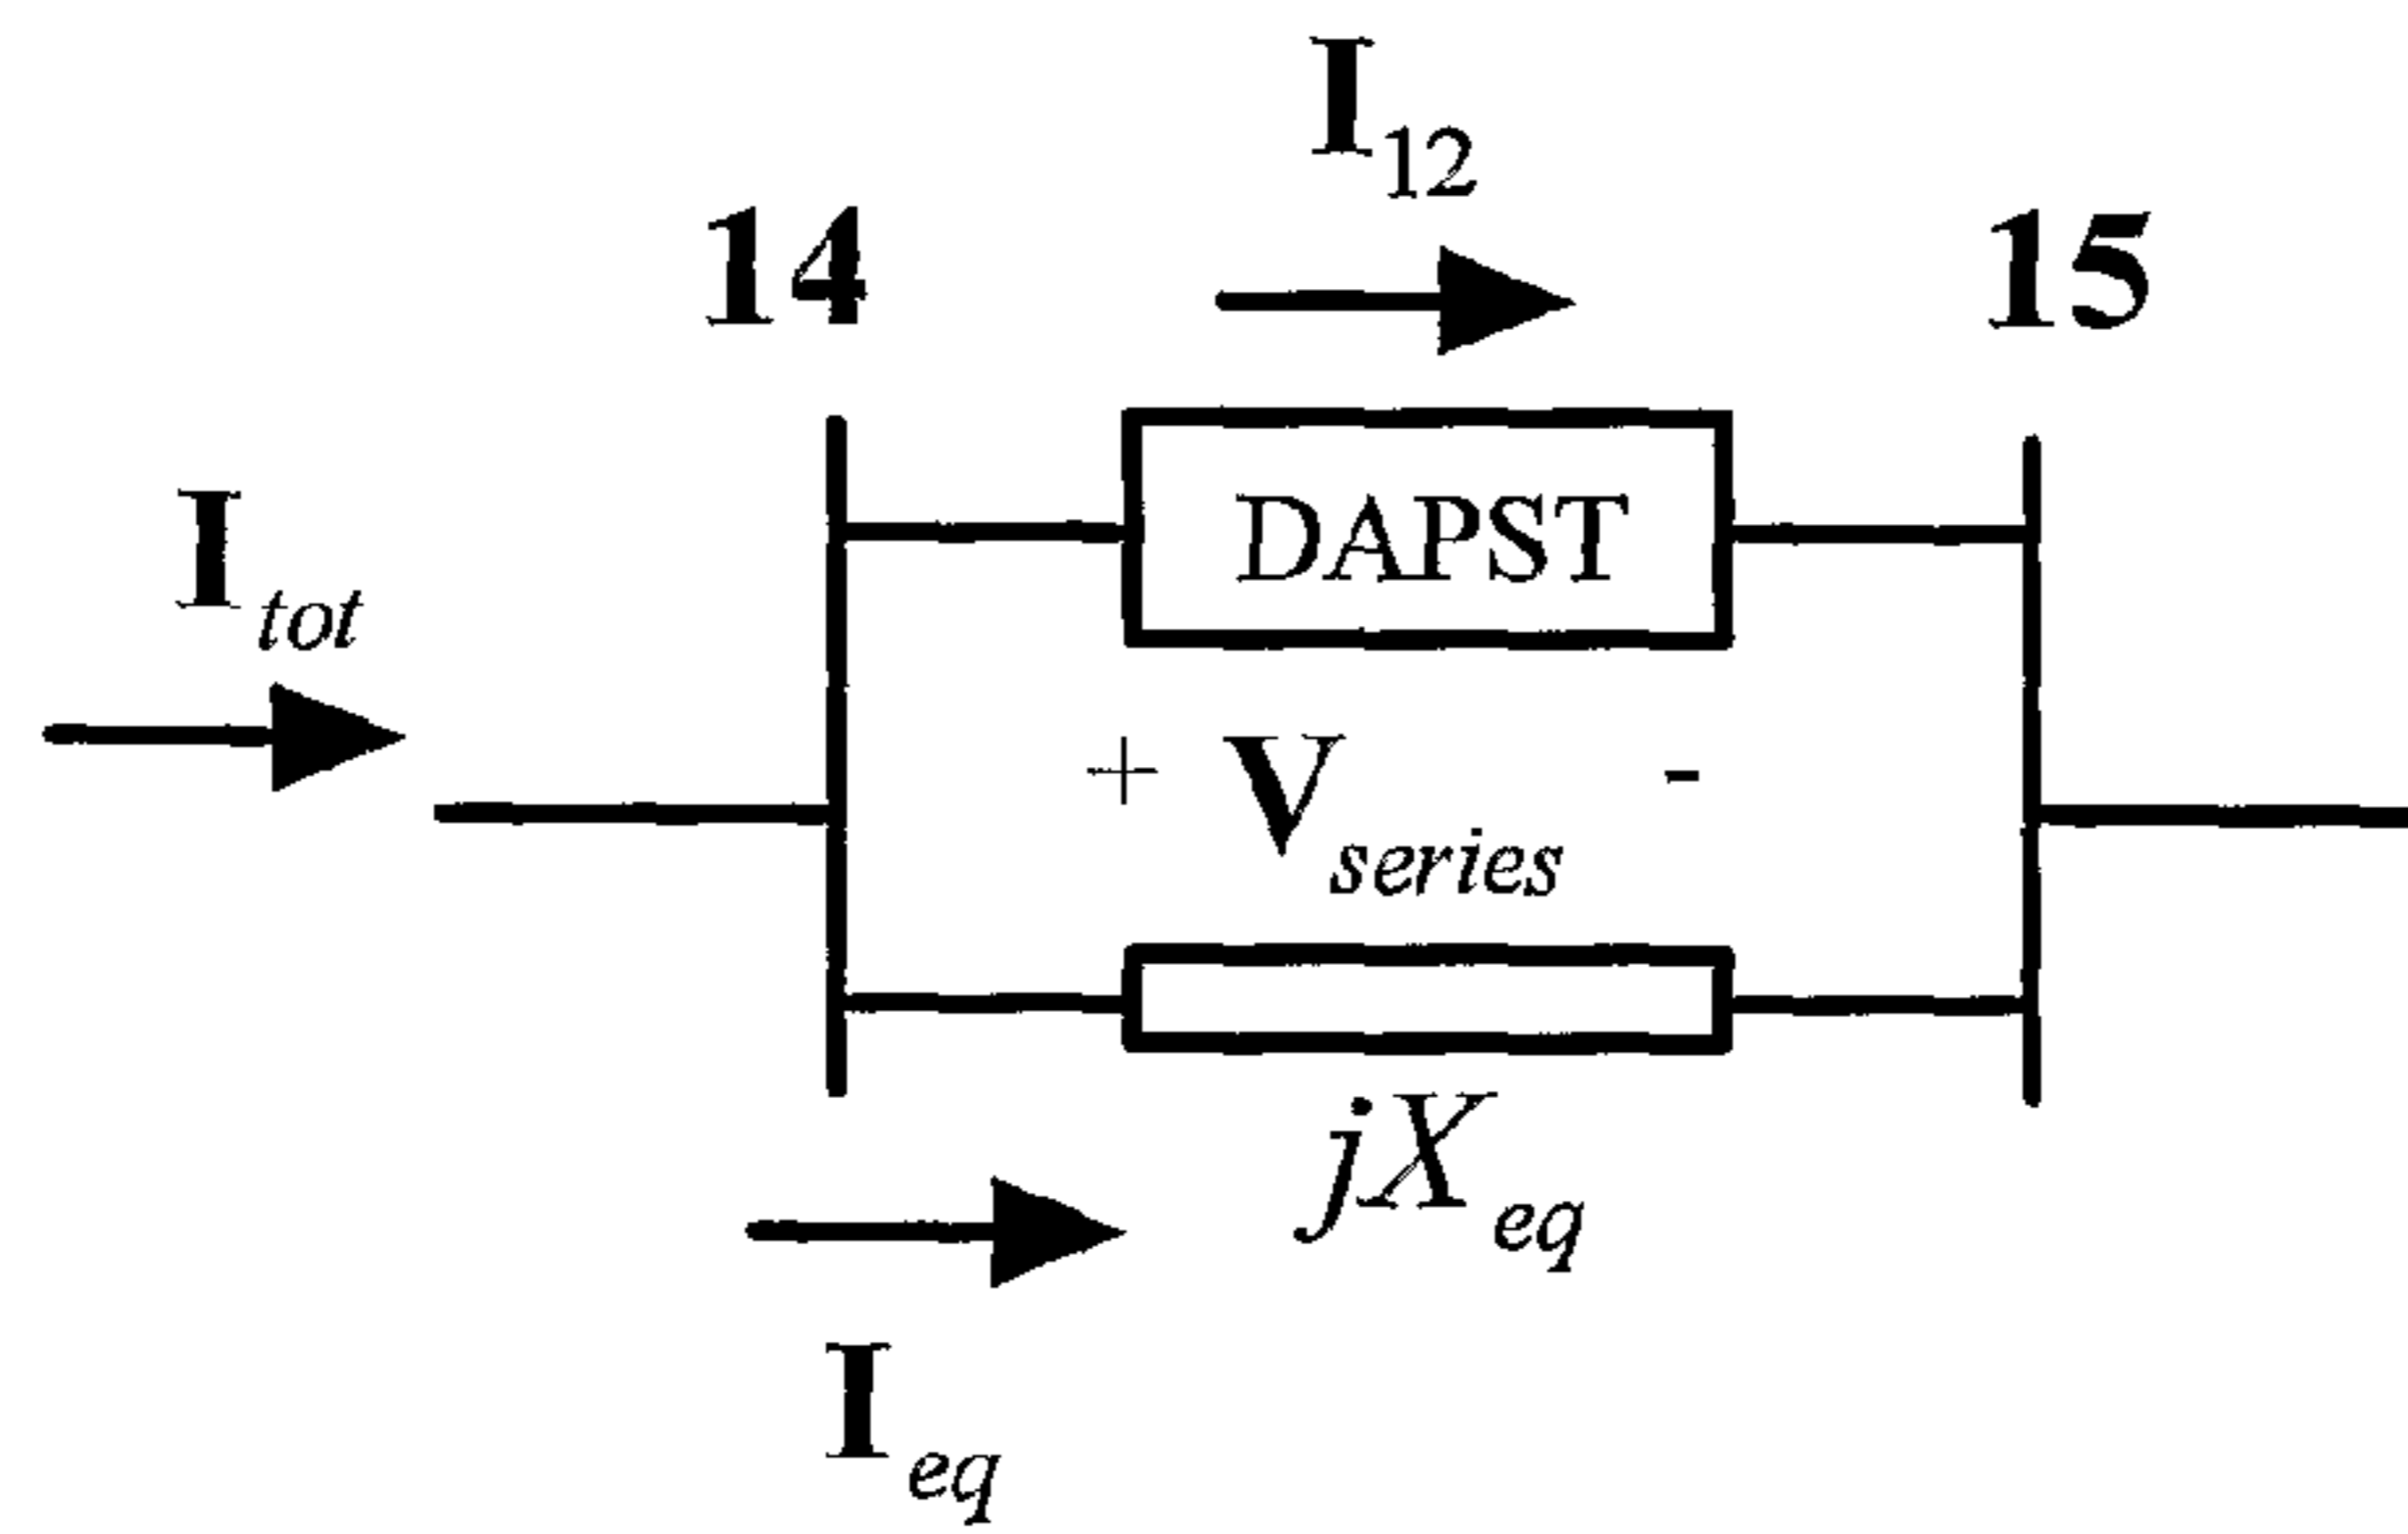 I12
14
15
Itot
DAPST
+ Vseries -
jXeq
Ieq